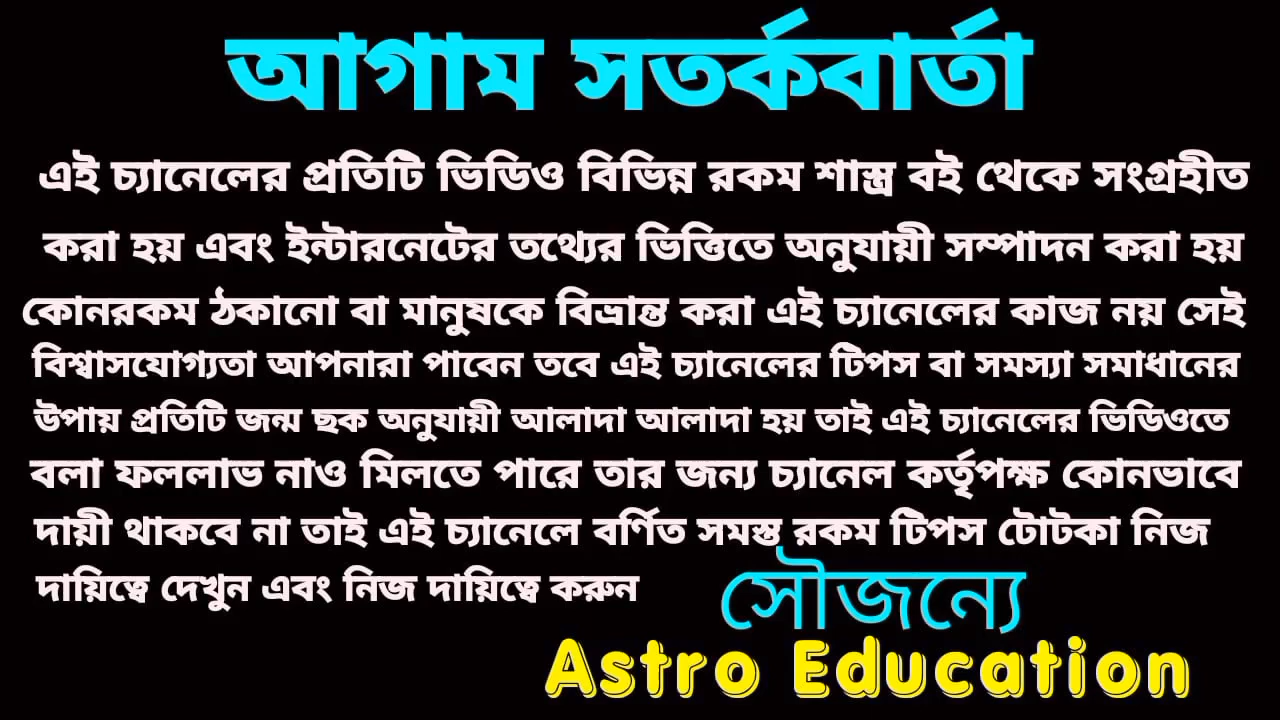 আগাম সতর্কবার্তা
এই চ্যানেলের প্রতিটি ভিডিও বিভিন্ন রকম শাস্ত্র বই থেকে সংগ্রহীত
করা হয় এবং ইন্টারনেটের তথ্যের ভিত্তিতে অনুযায়ী সম্পাদন করা হয়
কোনরকম ঠকানো বা মানুষকে বিভ্রান্ত করা এই চ্যানেলের কাজ নয় সেই
বিশ্বাসযোগ্যতা আপনারা পাবেন তবে এই চ্যানেলের টিপস বা সমস্যা সমাধানের
উপায় প্রতিটি জন্ম ছক অনুযায়ী আলাদা আলাদা হয় তাই এই চ্যানেলের ভিডিওতে
বলা ফললাভ নাও মিলতে পারে তার জন্য চ্যানেল কর্তৃপক্ষ কোনভাবে
দায়ী থাকবে না তাই এই চ্যানেলে বর্ণিত সমস্ত রকম টিপস টোটকা নিজ
দায়িত্বে দেখুন এবং নিজ দায়িত্বে করুন
সৌজন্যে
Astro Education